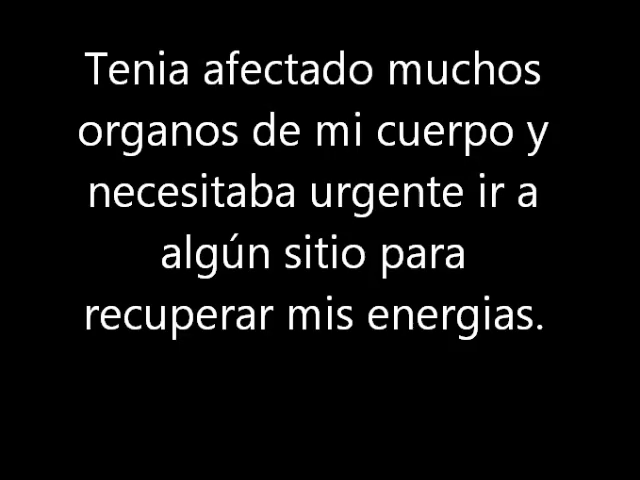 Tenia afectado muchos
organos de mi cuerpo y
necesitaba urgente ir a
algún sitio para
recuperar mis energias.